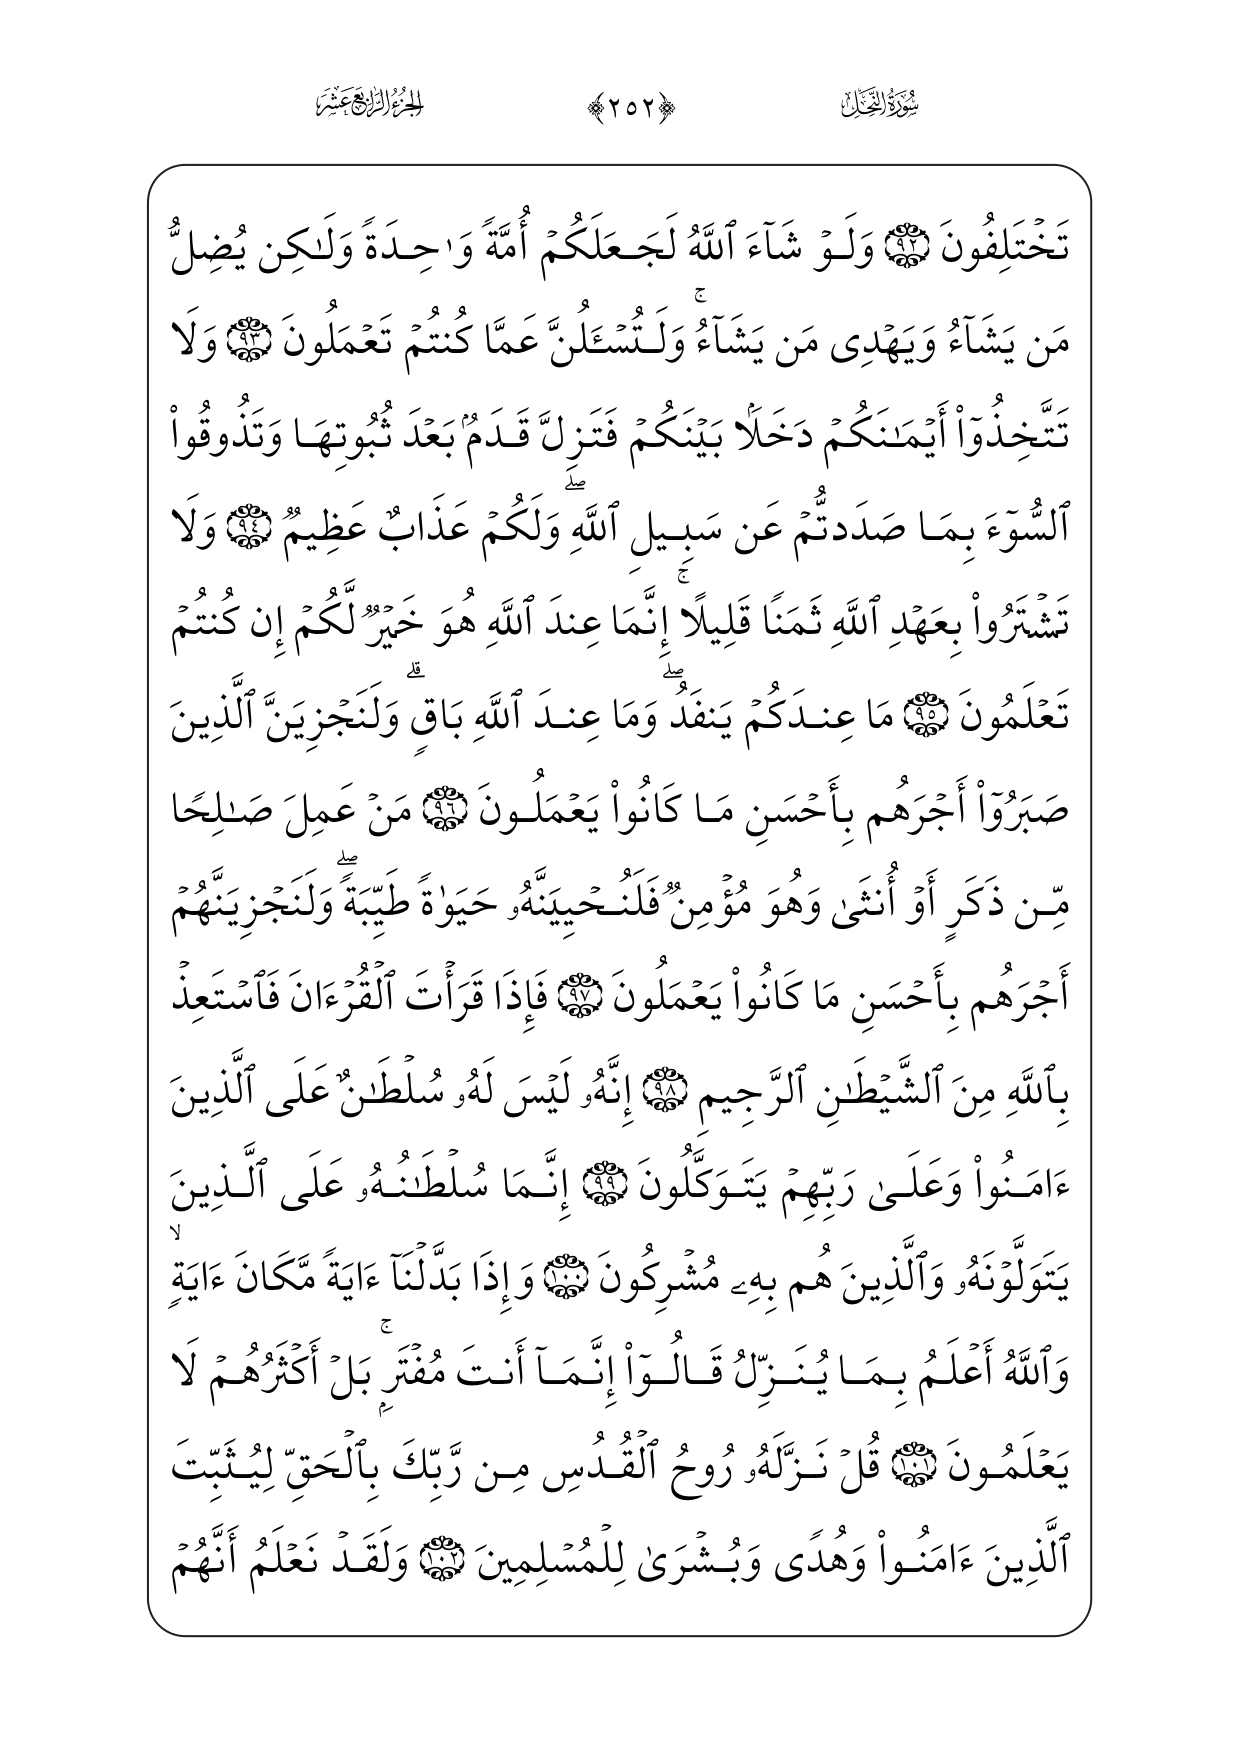 سُورَةُ النَّحۡلِ ﴿٢٥٢﴾ الجُزْءُ الرَّابِعَ عَشَرَ
تَخۡتَلِفُونَ ٩٢ وَلَوۡ شَآءَ ٱللَّهُ لَجَعَلَكُمۡ أُمَّةٗ وَٰحِدَةٗ وَلَٰكِن يُضِلُّ
مَن يَشَآءُ وَيَهۡدِي مَن يَشَآءُۚ وَلَتُسۡـَٔلُنَّ عَمَّا كُنتُمۡ تَعۡمَلُونَ ٩٣ وَلَا
تَتَّخِذُوٓاْ أَيۡمَٰنَكُمۡ دَخَلَۢا بَيۡنَكُمۡ فَتَزِلَّ قَدَمُۢ بَعۡدَ ثُبُوتِهَا وَتَذُوقُواْ
ٱلسُّوٓءَ بِمَا صَدَدتُّمۡ عَن سَبِيلِ ٱللَّهِۖ وَلَكُمۡ عَذَابٌ عَظِيمٞ ٩٤ وَلَا
تَشۡتَرُواْ بِعَهۡدِ ٱللَّهِ ثَمَنٗا قَلِيلًاۚ إِنَّمَا عِندَ ٱللَّهِ هُوَ خَيۡرٞ لَّكُمۡ إِن كُنتُمۡ
تَعۡلَمُونَ ٩٥ مَا عِندَكُمۡ يَنفَدُۖ وَمَا عِندَ ٱللَّهِ بَاقٖۗ وَلَنَجۡزِيَنَّ ٱلَّذِينَ
صَبَرُوٓاْ أَجۡرَهُم بِأَحۡسَنِ مَا كَانُواْ يَعۡمَلُونَ ٩٦ مَنۡ عَمِلَ صَٰلِحٗا
مِّن ذَكَرٍ أَوۡ أُنثَىٰ وَهُوَ مُؤۡمِنٞ فَلَنُحۡيِيَنَّهُۥ حَيَوٰةٗ طَيِّبَةٗۖ وَلَنَجۡزِيَنَّهُمۡ
أَجۡرَهُم بِأَحۡسَنِ مَا كَانُواْ يَعۡمَلُونَ ٩٧ فَإِذَا قَرَأۡتَ ٱلۡقُرۡءَانَ فَٱسۡتَعِذۡ
بِٱللَّهِ مِنَ ٱلشَّيۡطَٰنِ ٱلرَّجِيمِ ٩٨ إِنَّهُۥ لَيۡسَ لَهُۥ سُلۡطَٰنٌ عَلَى ٱلَّذِينَ
ءَامَنُواْ وَعَلَىٰ رَبِّهِمۡ يَتَوَكَّلُونَ ٩٩ إِنَّمَا سُلۡطَٰنُهُۥ عَلَى ٱلَّذِينَ
يَتَوَلَّوۡنَهُۥ وَٱلَّذِينَ هُم بِهِۦ مُشۡرِكُونَ ١٠٠ وَإِذَا بَدَّلۡنَآ ءَايَةٗ مَّكَانَ ءَايَةٖۙ
وَٱللَّهُ أَعۡلَمُ بِمَا يُنَزِّلُ قَالُوٓاْ إِنَّمَآ أَنتَ مُفۡتَرِۭۚ بَلۡ أَكۡثَرُهُمۡ لَا
يَعۡلَمُونَ ١٠١ قُلۡ نَزَّلَهُۥ رُوحُ ٱلۡقُدُسِ مِن رَّبِّكَ بِٱلۡحَقِّ لِيُثَبِّتَ
ٱلَّذِينَ ءَامَنُواْ وَهُدٗى وَبُشۡرَىٰ لِلۡمُسۡلِمِينَ ١٠٢ وَلَقَدۡ نَعۡلَمُ أَنَّهُمۡ